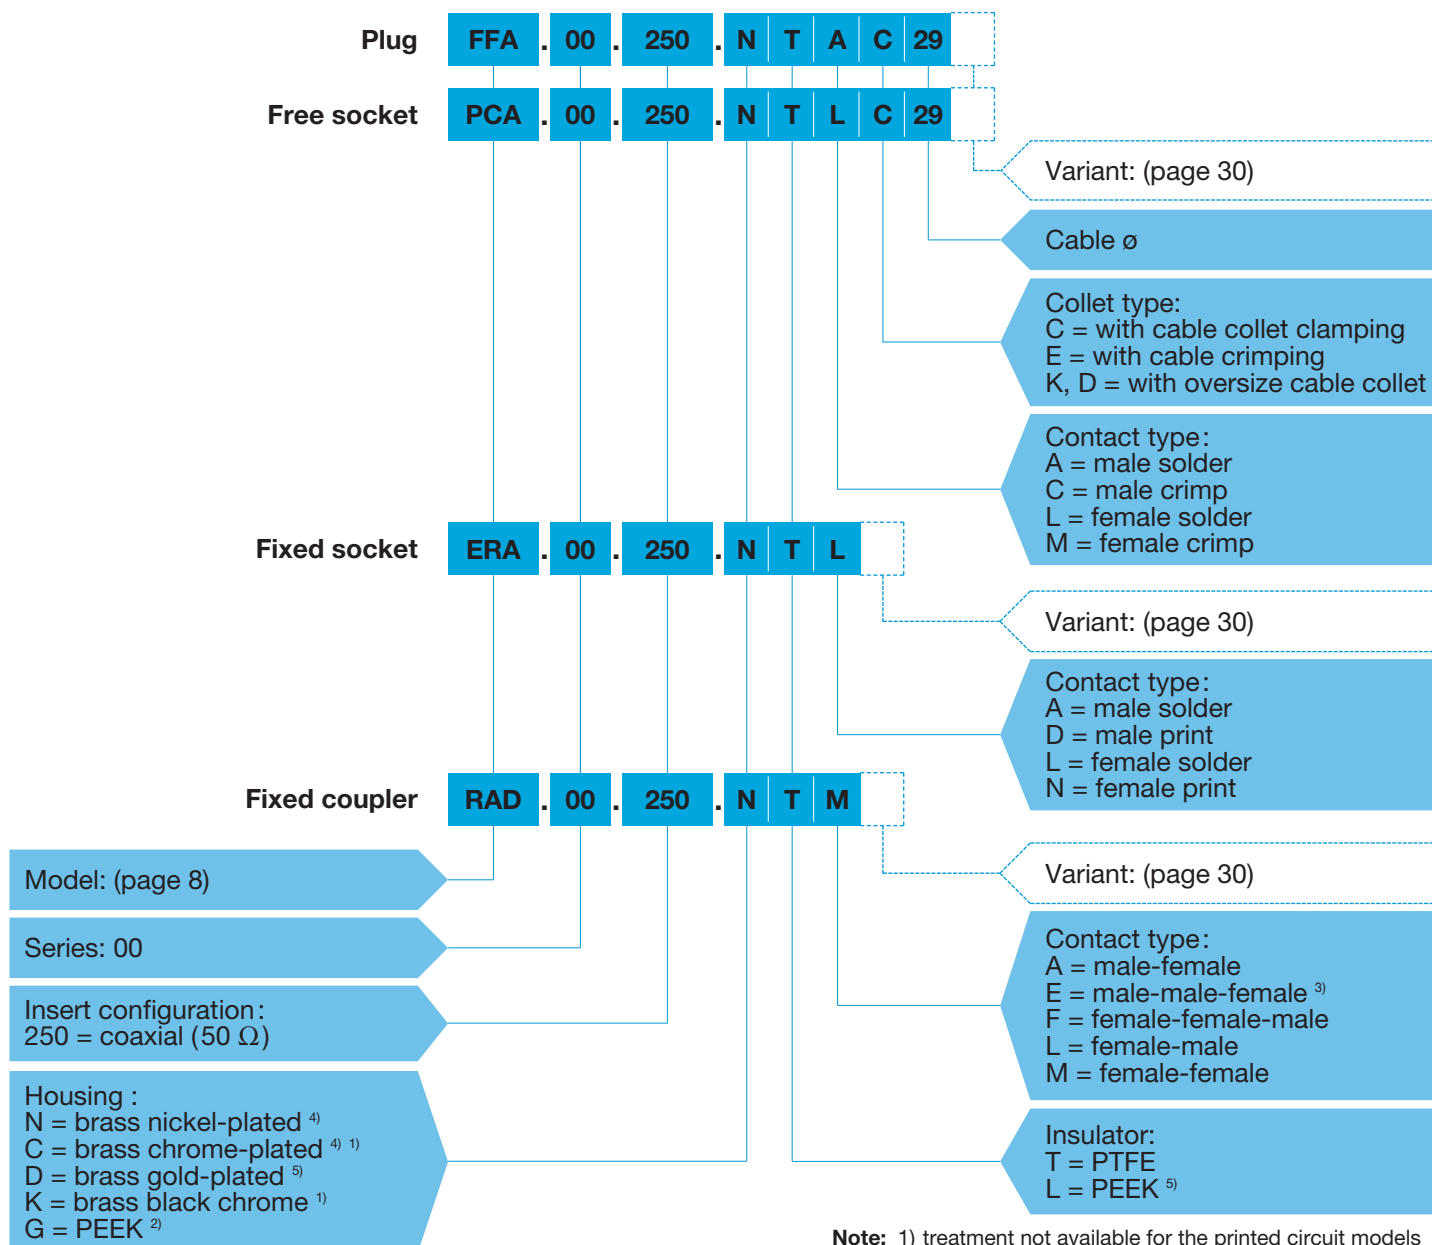 Plug FFA . 00 . 250 . N T A C 29
Free socket PCA . 00 . 250 . N T L C 29
Variant: (page 30)
Cable ø
Collet type:
C = with cable collet clamping
E = with cable crimping
K, D = with oversize cable collet
Contact type:
A = male solder
C = male crimp
L = female solder
M = female crimp
Fixed socket ERA . 00 . 250 . N T L
Variant: (page 30)
Contact type:
A = male solder
D = male print
L = female solder
N = female print
Fixed coupler RAD . 00 . 250 . N T M
Variant: (page 30)
Model: (page 8)
Series: 00
Insert configuration:
250 = coaxial (50 Ω)
Housing :
N = brass nickel-plated 4)
C = brass chrome-plated 4) 1)
D = brass gold-plated 5)
K = brass black chrome 1)
G = PEEK 2)
Contact type:
A = male-female
E = male-male-female 3)
F = female-female-male
L = female-male
M = female-female
Insulator:
T = PTFE
L = PEEK 5)
Note: 1) treatment not available for the printed circuit models